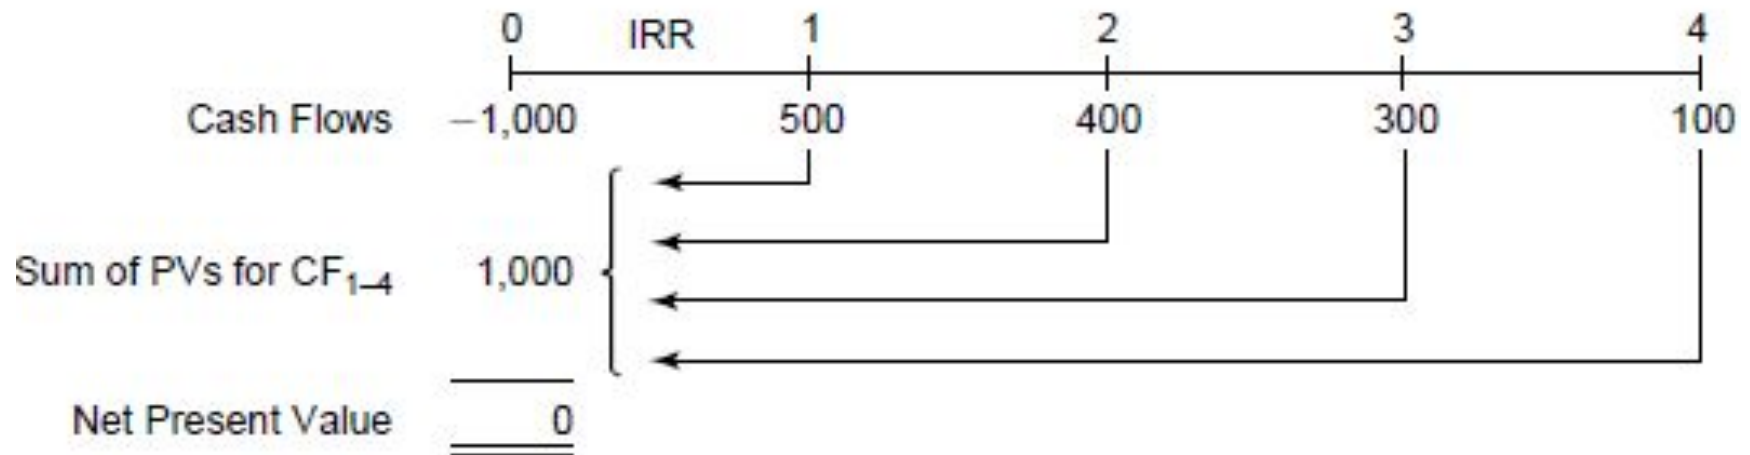 0 IRR 1 2 3 4
Cash Flows −1,000 500 400 300 100
Sum of PVs for CF1–4 1,000
Net Present Value 0